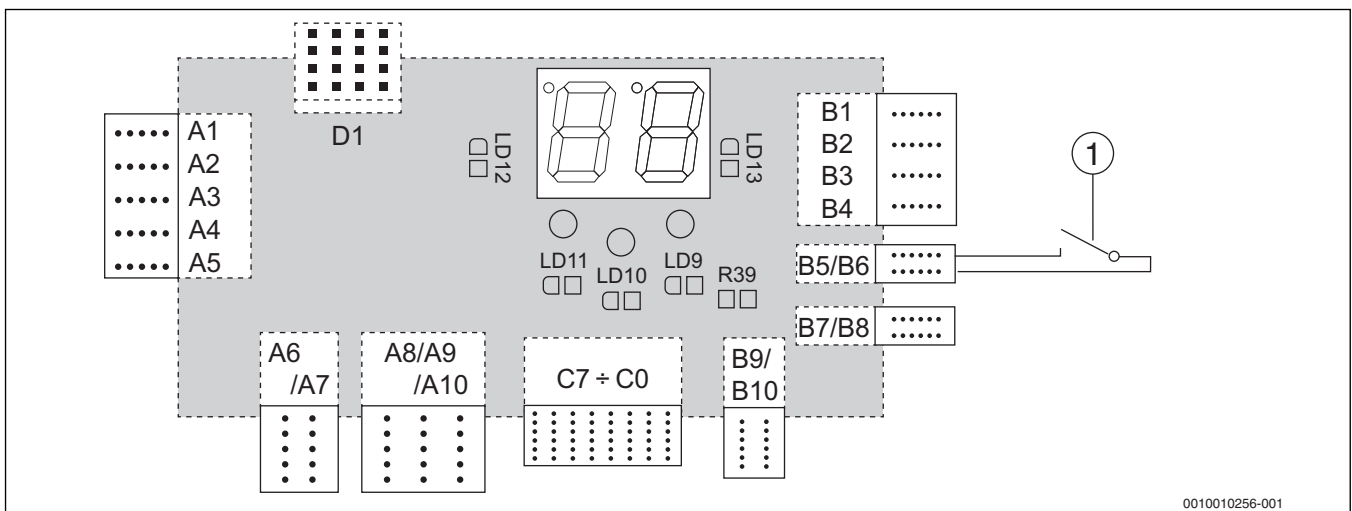 D1
A1
A2
A3
A4
A5
LD12
LD13
B1
B2
B3
B4
1
LD11
LD10
LD9
R39
B5/B6
B7/B8
A6
/A7
A8/A9
/A10
C7 ÷ C0
B9/
B10
0010010256-001